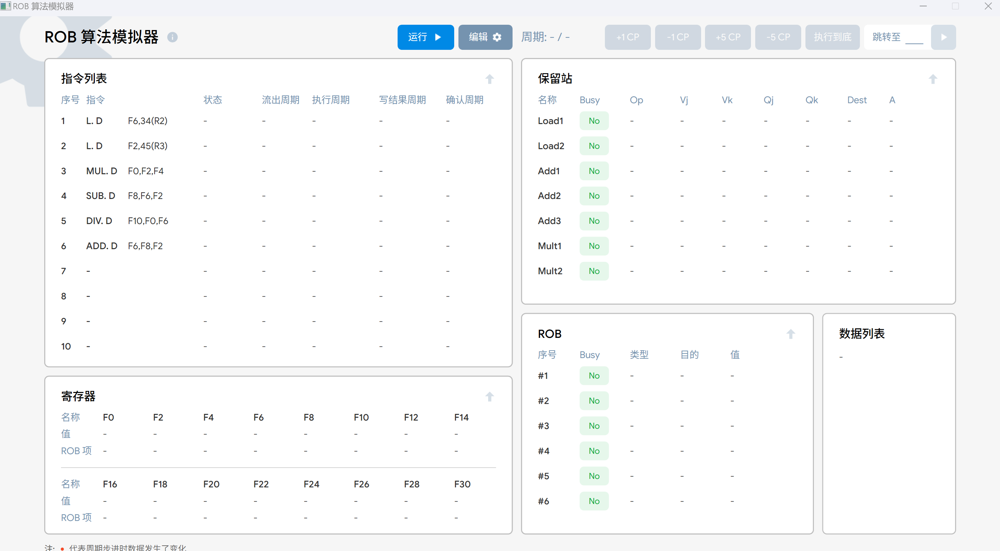 ROB 算法模拟器
ROB 算法模拟器
运行 编辑 周期: - / - +1 CP -1 CP +5 CP -5 CP 执行到底 跳转至 ____
指令列表
序号 指令 状态 流出周期 执行周期 写结果周期 确认周期
1 L. D F6,34(R2) - - - - -
2 L. D F2,45(R3) - - - - -
3 MUL. D F0,F2,F4 - - - - -
4 SUB. D F8,F6,F2 - - - - -
5 DIV. D F10,F0,F6 - - - - -
6 ADD. D F6,F8,F2 - - - - -
7 - - - - - -
8 - - - - - -
9 - - - - - -
10 - - - - - -
寄存器
名称 F0 F2 F4 F6 F8 F10 F12 F14
值 - - - - - - - -
ROB 项 - - - - - - - -
名称 F16 F18 F20 F22 F24 F26 F28 F30
值 - - - - - - - -
ROB 项 - - - - - - - -
保留站
名称 Busy Op Vj Vk Qj Qk Dest A
Load1 No - - - - - - -
Load2 No - - - - - - -
Add1 No - - - - - - -
Add2 No - - - - - - -
Add3 No - - - - - - -
Mult1 No - - - - - - -
Mult2 No - - - - - - -
ROB
序号 Busy 类型 目的 值
#1 No - - -
#2 No - - -
#3 No - - -
#4 No - - -
#5 No - - -
#6 No - - -
数据列表
-
注: • 代表周期步进时数据发生了变化